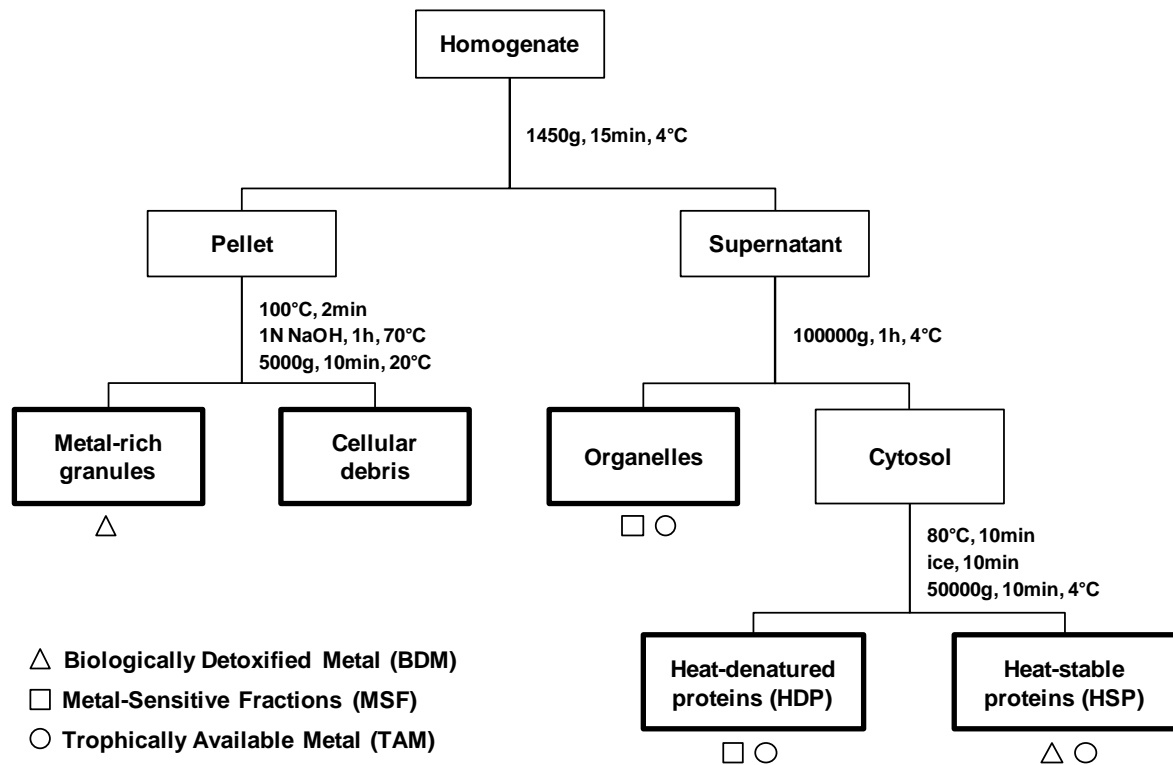 Homogenate
1450g, 15min, 4°C
Pellet
Supernatant
100°C, 2min
1N NaOH, 1h, 70°C
5000g, 10min, 20°C
100000g, 1h, 4°C
Metal-rich
granules
Cellular
debris
Organelles
Cytosol
80°C, 10min
ice, 10min
50000g, 10min, 4°C
Heat-denatured
proteins (HDP)
Heat-stable
proteins (HSP)
Biologically Detoxified Metal (BDM)
Metal-Sensitive Fractions (MSF)
Trophically Available Metal (TAM)